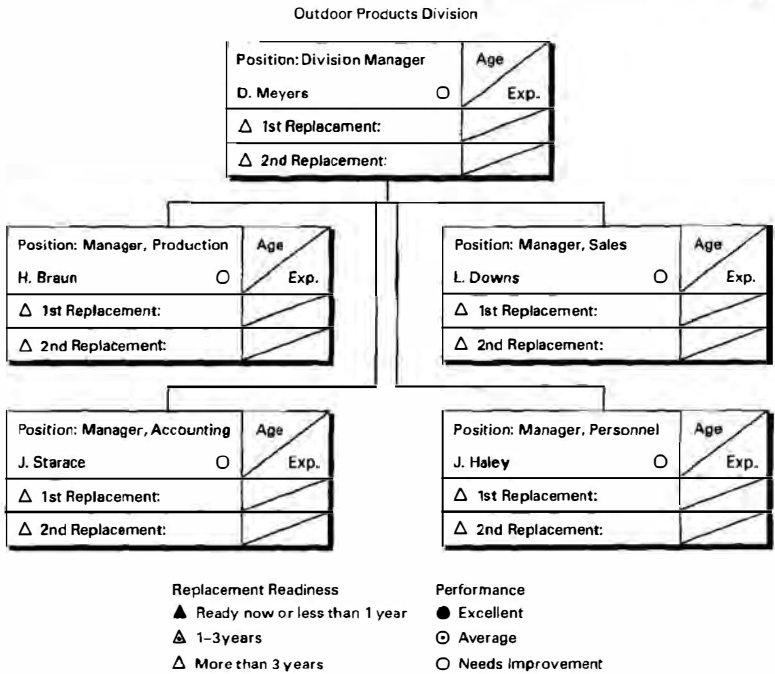 Outdoor Products Division
Position: Division Manager
Age
D. Meyers
Exp.
1st Replacement:
2nd Replacement:
Position: Manager, Production
Age
H. Braun
Exp.
1st Replacement:
2nd Replacement:
Position: Manager, Sales
Age
L. Downs
Exp.
1st Replacement:
2nd Replacement:
Position: Manager, Accounting
Age
J. Starace
Exp.
1st Replacement:
2nd Replacement:
Position: Manager, Personnel
Age
J. Haley
Exp.
1st Replacement:
2nd Replacement:
Replacement Readiness
Ready now or less than 1 year
1-3 years
More than 3 years
Performance
Excellent
Average
Needs Improvement